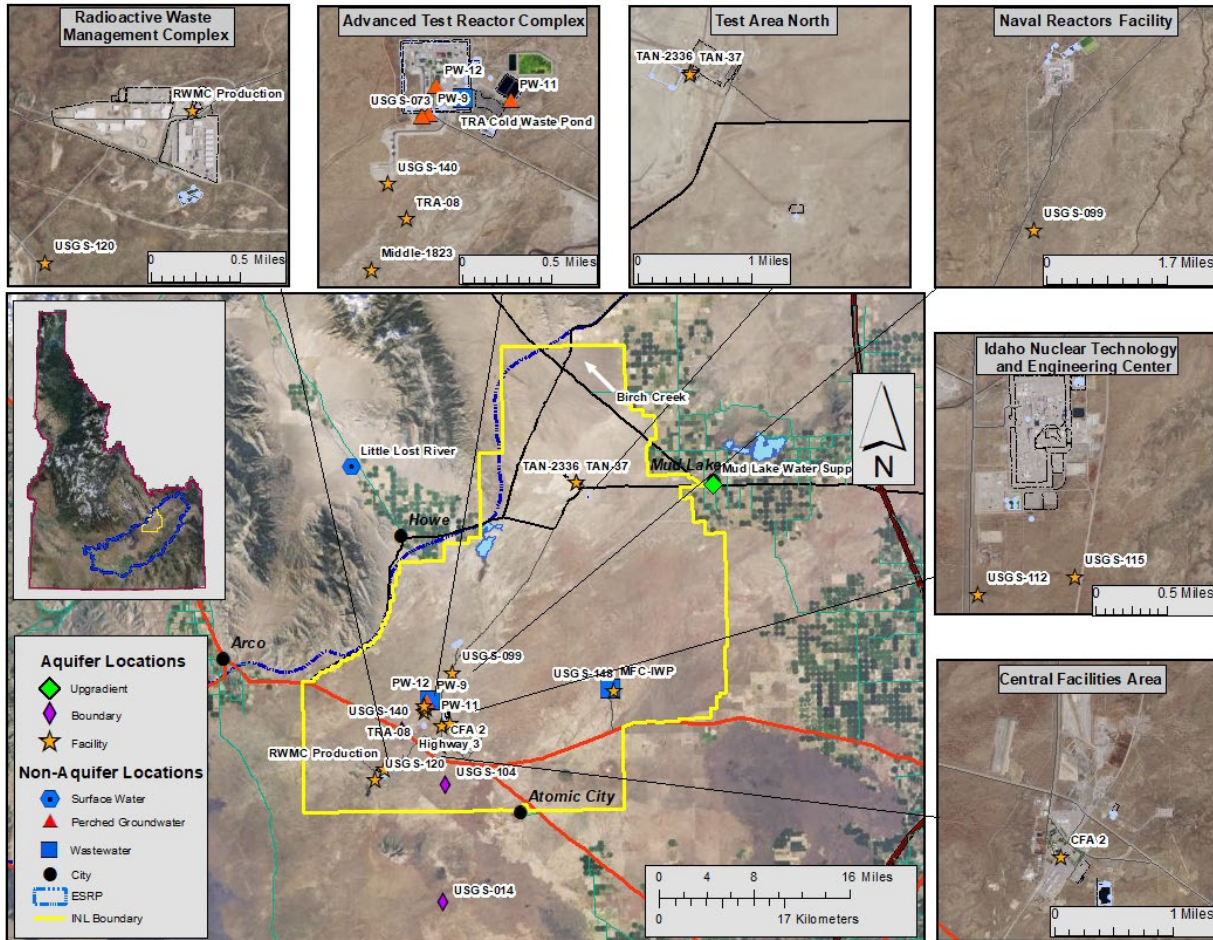 Radioactive Waste
Management Complex
RWMC Production
USGS-120
0
0.5 Miles
Advanced Test Reactor Complex
PW-12
PW-11
USGS-073
PW-9
TRA Cold Waste Pond
USGS-140
TRA-08
Middle-1823
0
0.5 Miles
Test Area North
TAN-2336
TAN-37
0
1 Miles
Naval Reactors Facility
USGS-099
0
1.7 Miles
Birch Creek
Little Lost River
TAN-2336
TAN-37
Mud Lake
Mud Lake Water Supp
N
Howe
Arco
USGS-099
PW-12
PW-9
USGS-148
MFC-IWP
USGS-140
PW-11
TRA-08
CFA 2
Highway 3
RWMC Production
USGS-120
USGS-104
Atomic City
USGS-014
Aquifer Locations
Upgradient
Boundary
Facility
Non-Aquifer Locations
Surface Water
Perched Groundwater
Wastewater
City
ESRP
INL Boundary
0 4 8 16 Miles
0 17 Kilometers
Idaho Nuclear Technology
and Engineering Center
USGS-115
USGS-112
0
0.5 Miles
Central Facilities Area
CFA 2
0
1 Miles